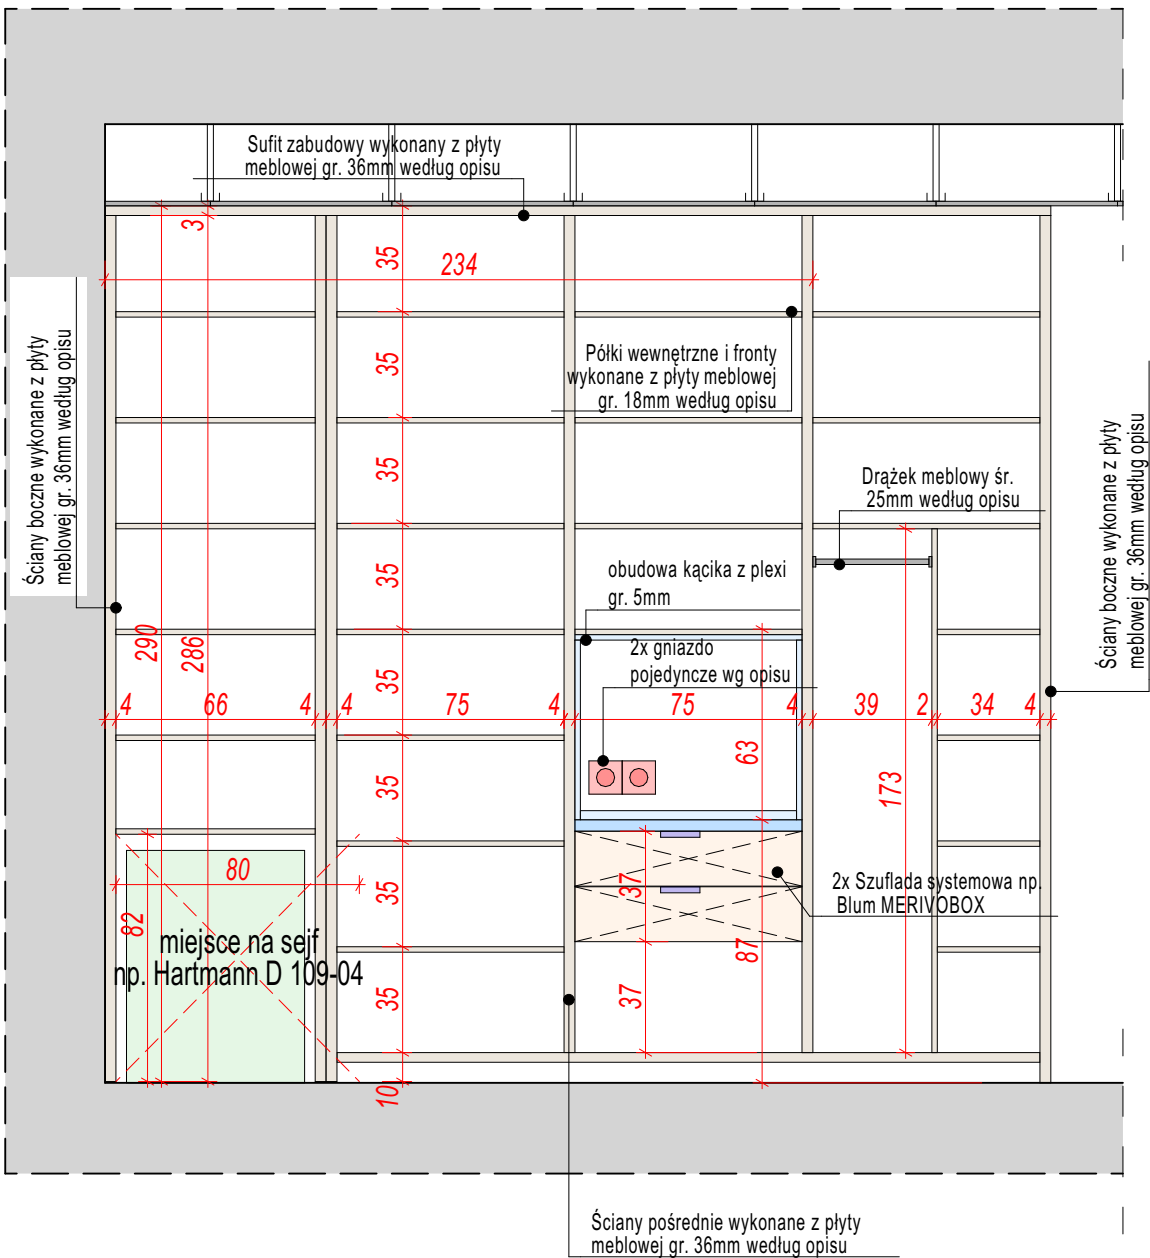 Sufit zabudowy wykonany z płyty
meblowej gr. 36mm według opisu
3
35
234
Ściany boczne wykonane z płyty
meblowej gr. 36mm według opisu
35
Półki wewnętrzne i fronty
wykonane z płyty meblowej
gr. 18mm według opisu
Ściany boczne wykonane z płyty
meblowej gr. 36mm według opisu
35
Drążek meblowy śr.
25mm według opisu
35
obudowa kącika z plexi
gr. 5mm
290
286
35
2x gniazdo
pojedyncze wg opisu
4 66 4 4 75 4 75 4 39 2 34 4
35
63
173
80
82
35
37
2x Szuflada systemowa np.
Blum MERIVOBOX
miejsce na sejf
np. Hartmann D 109-04
87
35
37
10
Ściany pośrednie wykonane z płyty
meblowej gr. 36mm według opisu